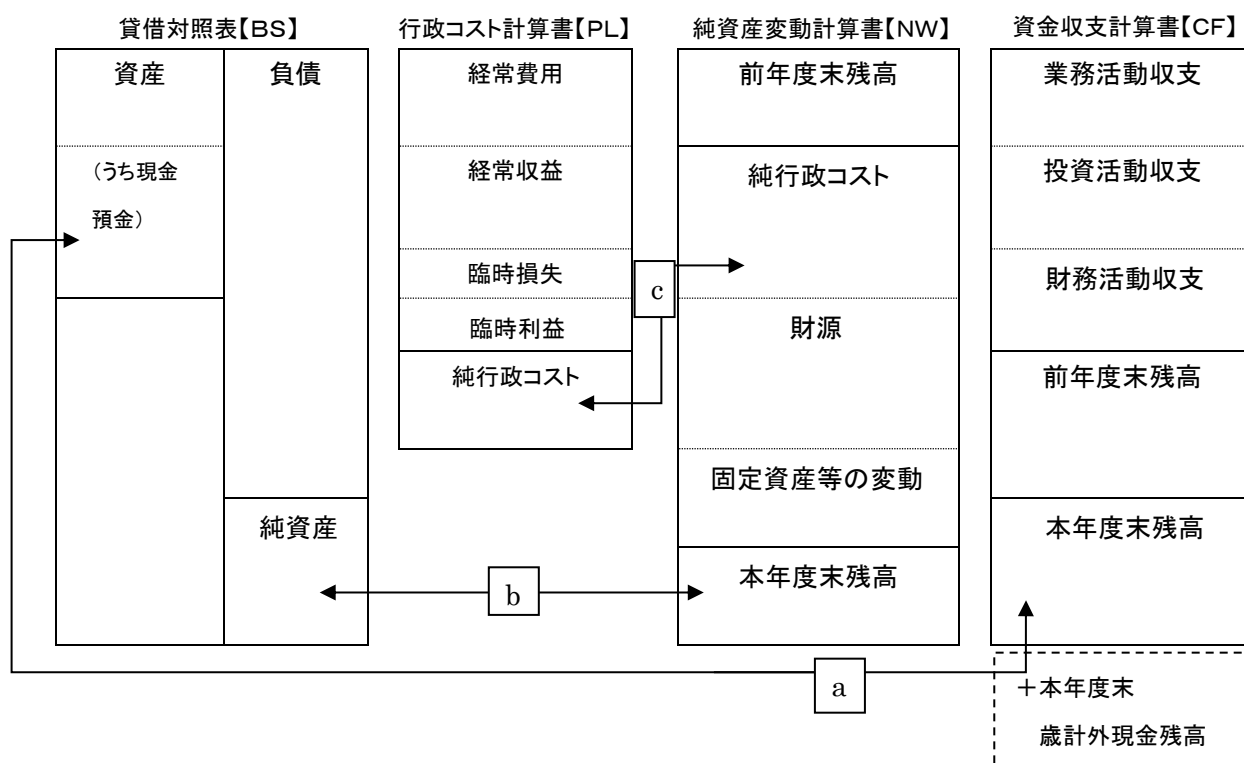 貸借対照表【BS】
資産
負債
（うち現金
預金）
純資産
行政コスト計算書【PL】
経常費用
経常収益
臨時損失
臨時利益
純行政コスト
純資産変動計算書【NW】
前年度末残高
純行政コスト
財源
固定資産等の変動
本年度末残高
資金収支計算書【CF】
業務活動収支
投資活動収支
財務活動収支
前年度末残高
本年度末残高
＋本年度末
歳計外現金残高
c
b
a